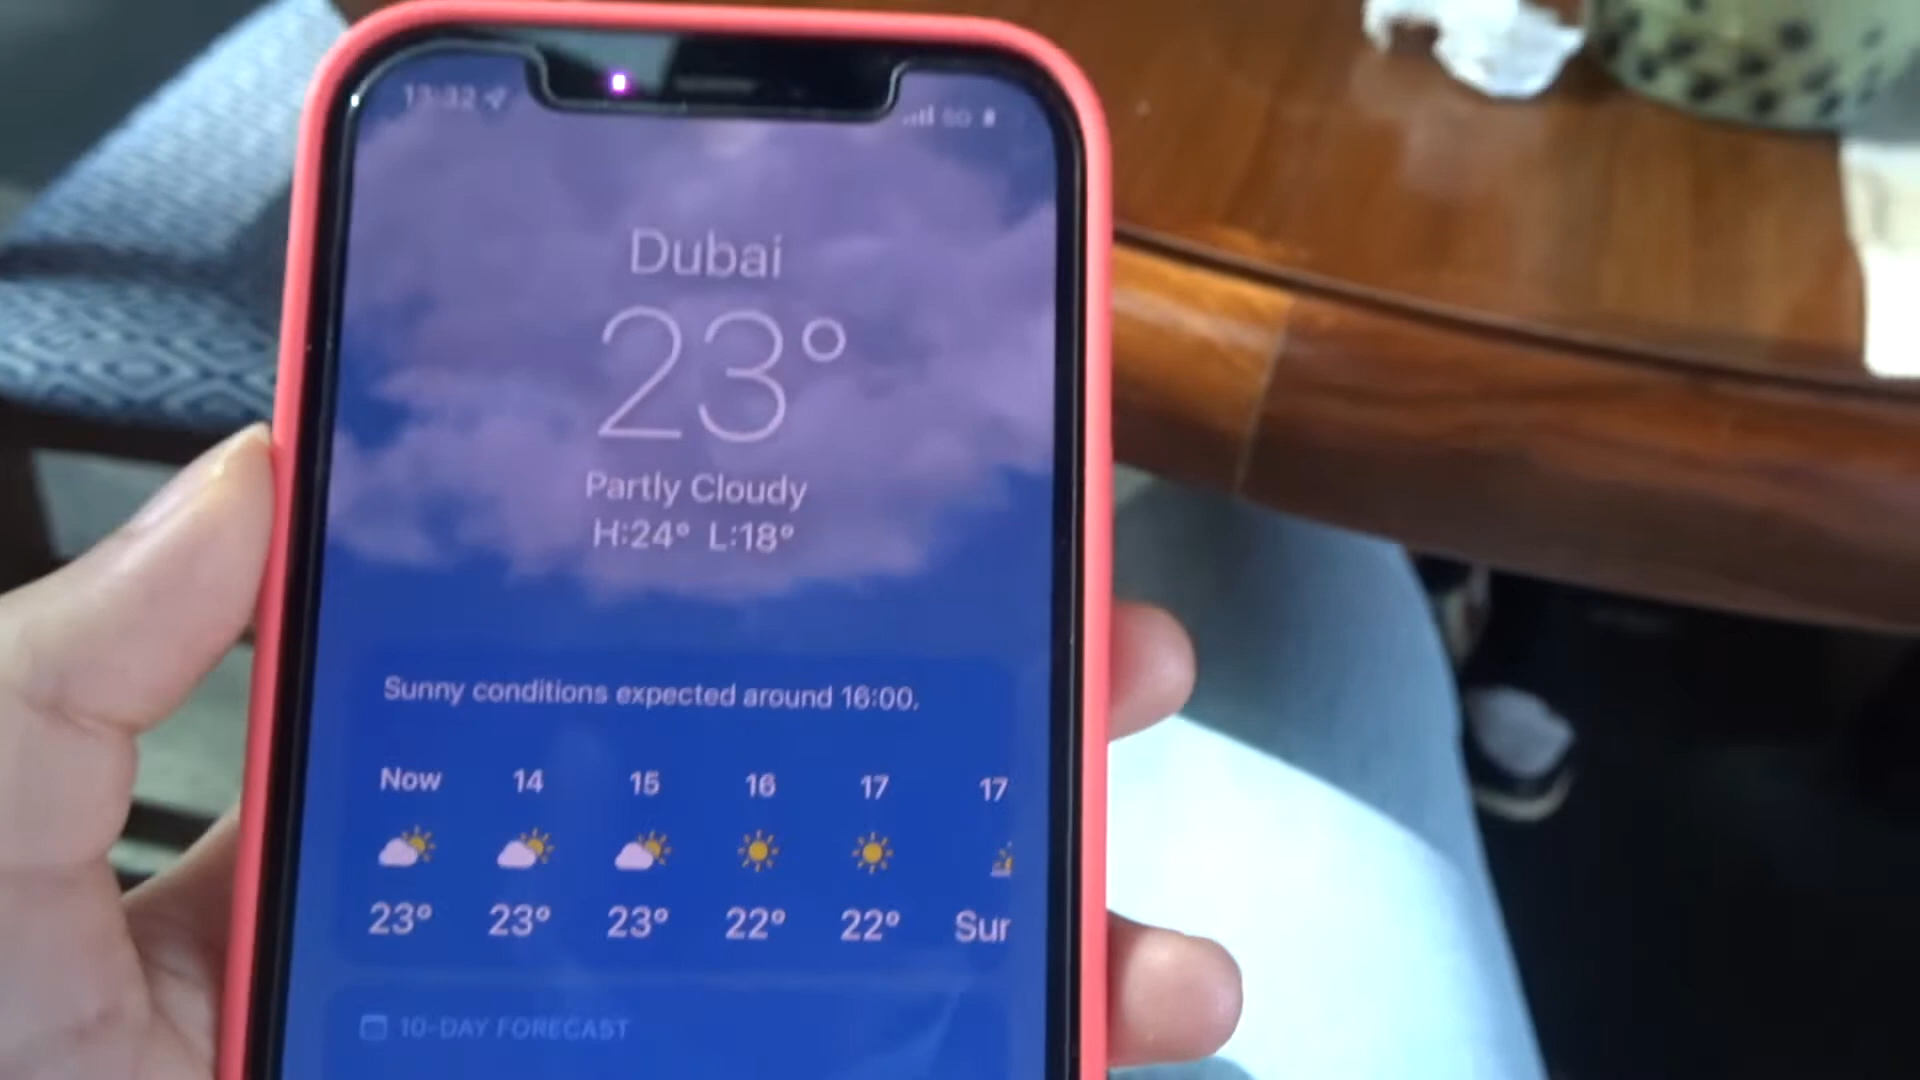 13:32
5G
Dubai
23°
Partly Cloudy
H:24° L:18°
Sunny conditions expected around 16:00.
Now 14 15 16 17 17
23° 23° 23° 22° 22° Sur
10-DAY FORECAST